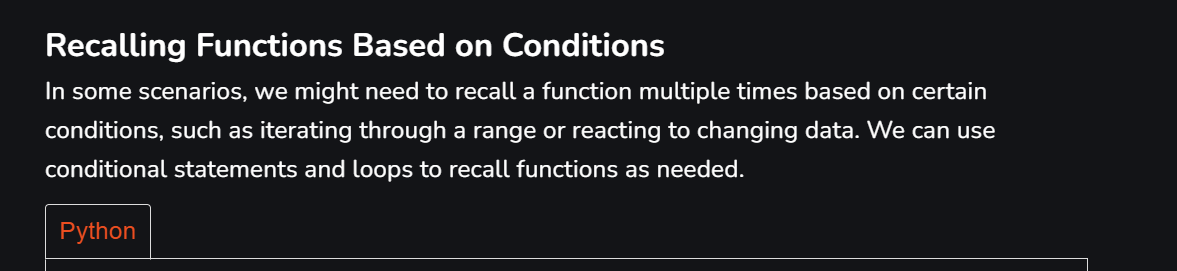 Recalling Functions Based on Conditions
In some scenarios, we might need to recall a function multiple times based on certain
conditions, such as iterating through a range or reacting to changing data. We can use
conditional statements and loops to recall functions as needed.
Python